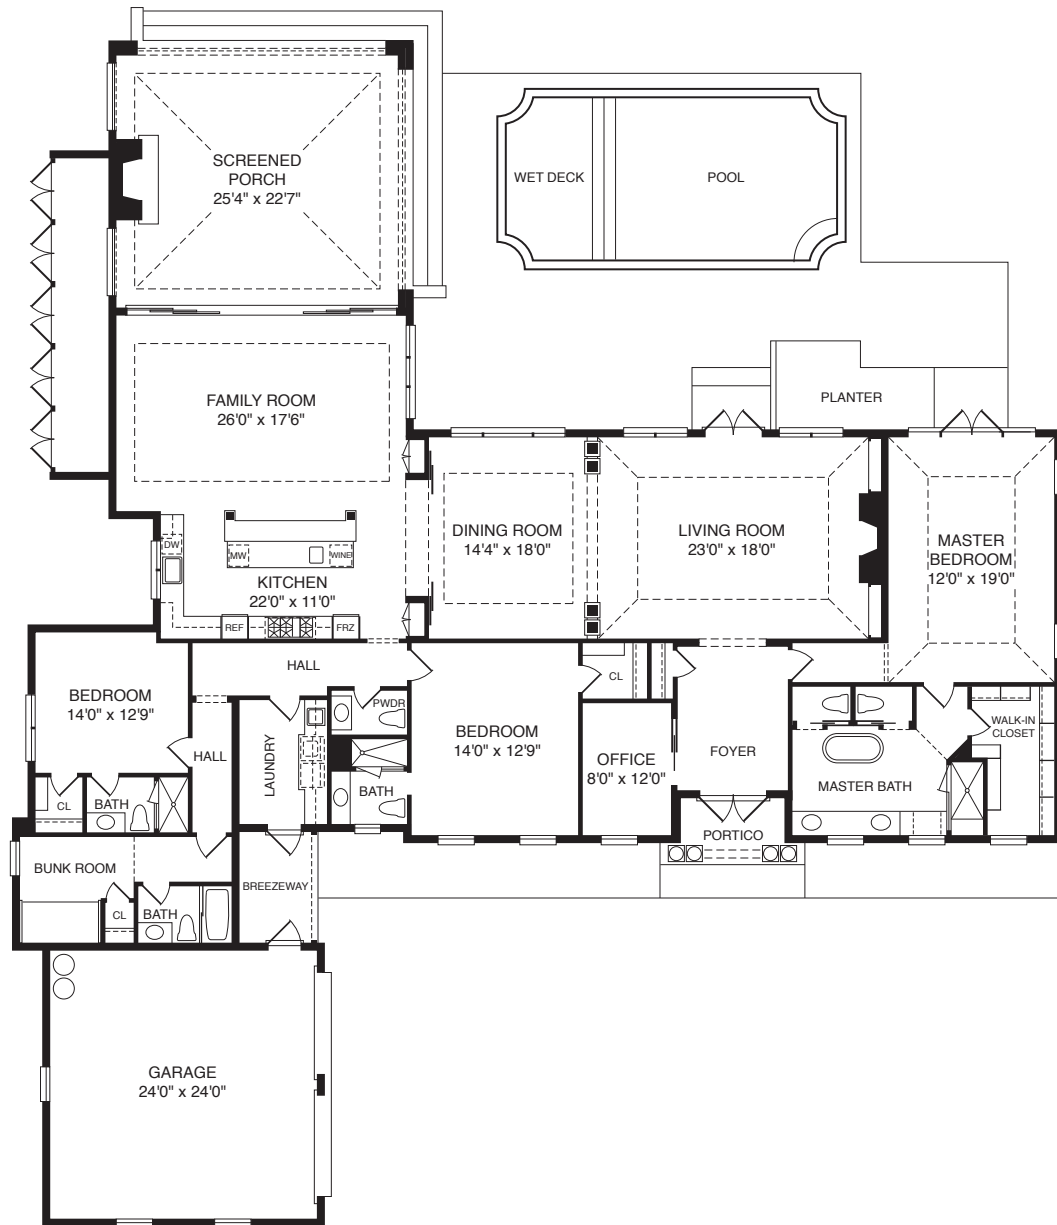 SCREENED
PORCH
25'4" x 22'7"
WET DECK
POOL
FAMILY ROOM
26'0" x 17'6"
PLANTER
DINING ROOM
14'4" x 18'0"
LIVING ROOM
23'0" x 18'0"
MASTER
BEDROOM
12'0" x 19'0"
DW
MW
WINE
KITCHEN
22'0" x 11'0"
REF
FRZ
HALL
CL
BEDROOM
14'0" x 12'9"
PWDR
BEDROOM
14'0" x 12'9"
HALL
LAUNDRY
OFFICE
8'0" x 12'0"
FOYER
WALK-IN
CLOSET
CL
BATH
BATH
MASTER BATH
PORTICO
BUNK ROOM
BREEZEWAY
CL
BATH
GARAGE
24'0" x 24'0"